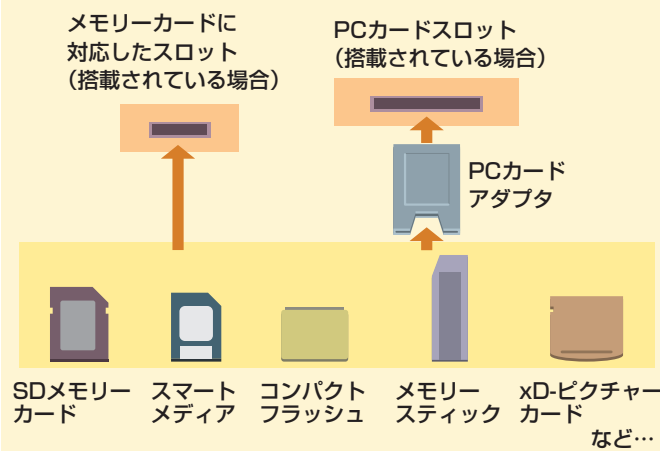 メモリーカードに
対応したスロット
（搭載されている場合）
PCカードスロット
（搭載されている場合）
PCカード
アダプタ
SDメモリー
カード
スマート
メディア
コンパクト
フラッシュ
メモリー
スティック
xD-ピクチャー
カード
など…